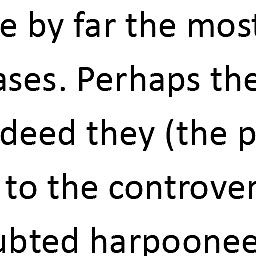 e by far the most
ases. Perhaps the
deed they (the p
to the controver
ubted harpoonee